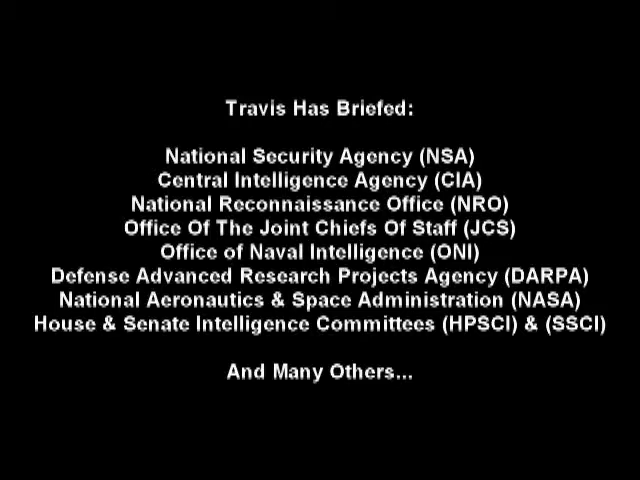 Travis Has Briefed:
National Security Agency (NSA)
Central Intelligence Agency (CIA)
National Reconnaissance Office (NRO)
Office Of The Joint Chiefs Of Staff (JCS)
Office of Naval Intelligence (ONI)
Defense Advanced Research Projects Agency (DARPA)
National Aeronautics & Space Administration (NASA)
House & Senate Intelligence Committees (HPSCI) & (SSCI)
And Many Others...